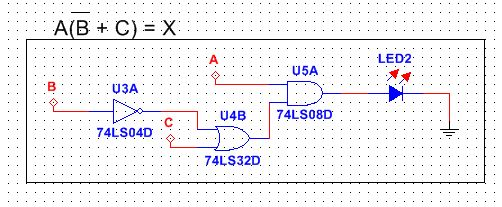 A(B̅ + C) = X
A
U5A
LED2
B
U3A
U4B
C
74LS08D
74LS04D
74LS32D